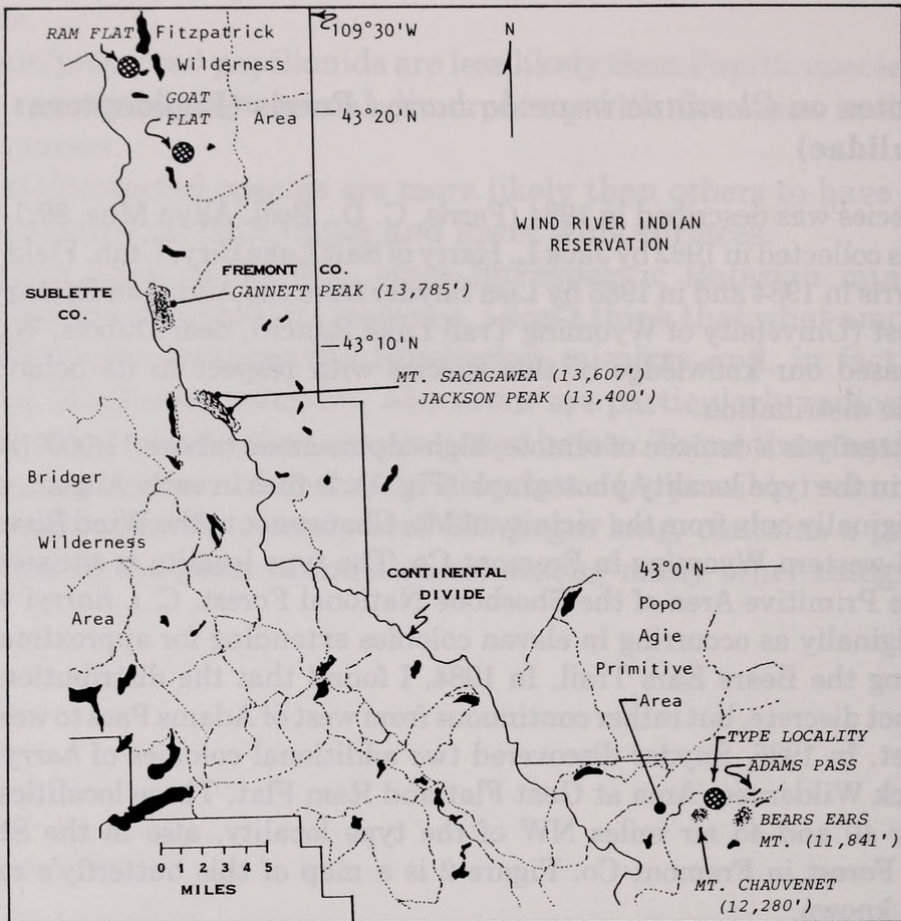 RAM FLAT
Fitzpatrick
Wilderness
Area
GOAT
FLAT
109°30'W
N
43°20'N
WIND RIVER INDIAN
RESERVATION
FREMONT CO.
SUBLETTE
CO.
GANNETT PEAK (13,785')
43°10'N
MT. SACAGAWEA (13,607')
JACKSON PEAK (13,400')
Bridger
Wilderness
Area
CONTINENTAL
DIVIDE
43°0'N
Popo
Agie
Primitive
Area
TYPE LOCALITY
ADAMS PASS
BEARS EARS
MT. (11,841')
MT. CHAUVENET
(12,280')
0 2 4 5
MILES